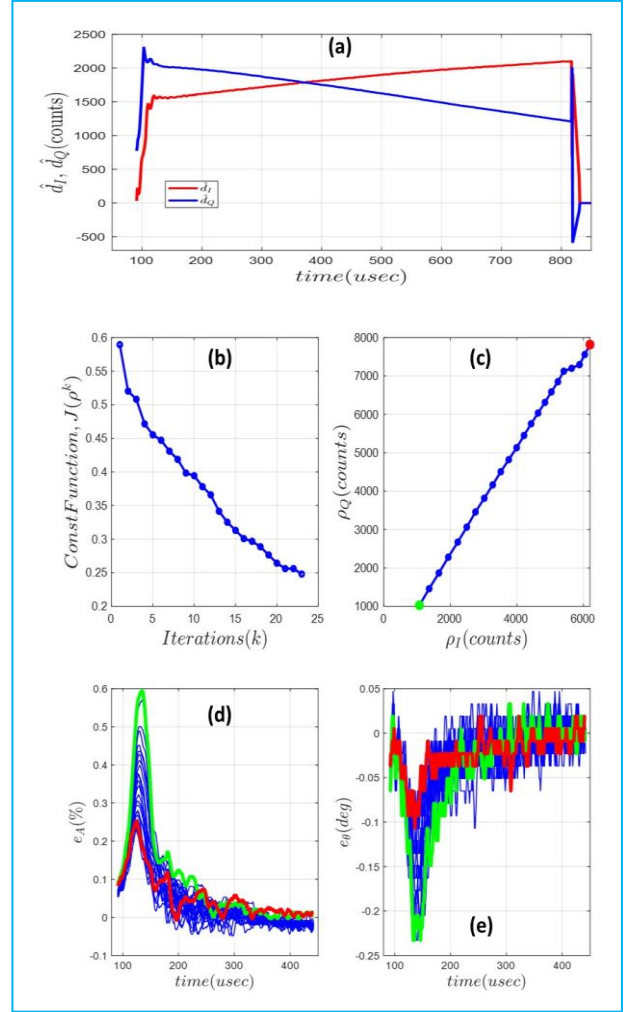 (a)
d̂_I, d̂_Q(counts)
2500
2000
1500
1000
500
0
-500
d̂_I
d̂_Q
100 200 300 400 500 600 700 800
time(usec)
(b)
ConstFunction, J(ρ^k)
0.6
0.55
0.5
0.45
0.4
0.35
0.3
0.25
0.2
0 5 10 15 20 25
Iterations(k)
(c)
ρ_Q(counts)
8000
7000
6000
5000
4000
3000
2000
1000
2000 4000 6000
ρ_I(counts)
(d)
e_A(%)
0.6
0.5
0.4
0.3
0.2
0.1
0
-0.1
100 200 300 400
time(usec)
(e)
e_θ(deg)
0.05
0
-0.05
-0.1
-0.15
-0.2
-0.25
100 200 300 400
time(usec)